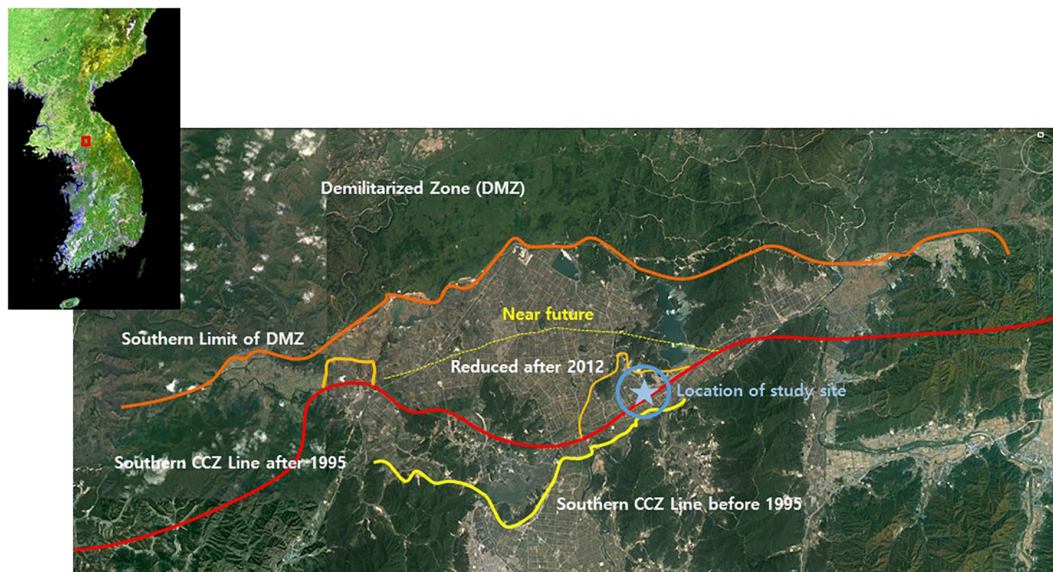 Demilitarized Zone (DMZ)
Near future
Southern Limit of DMZ
Reduced after 2012
Location of study site
Southern CCZ Line after 1995
Southern CCZ Line before 1995